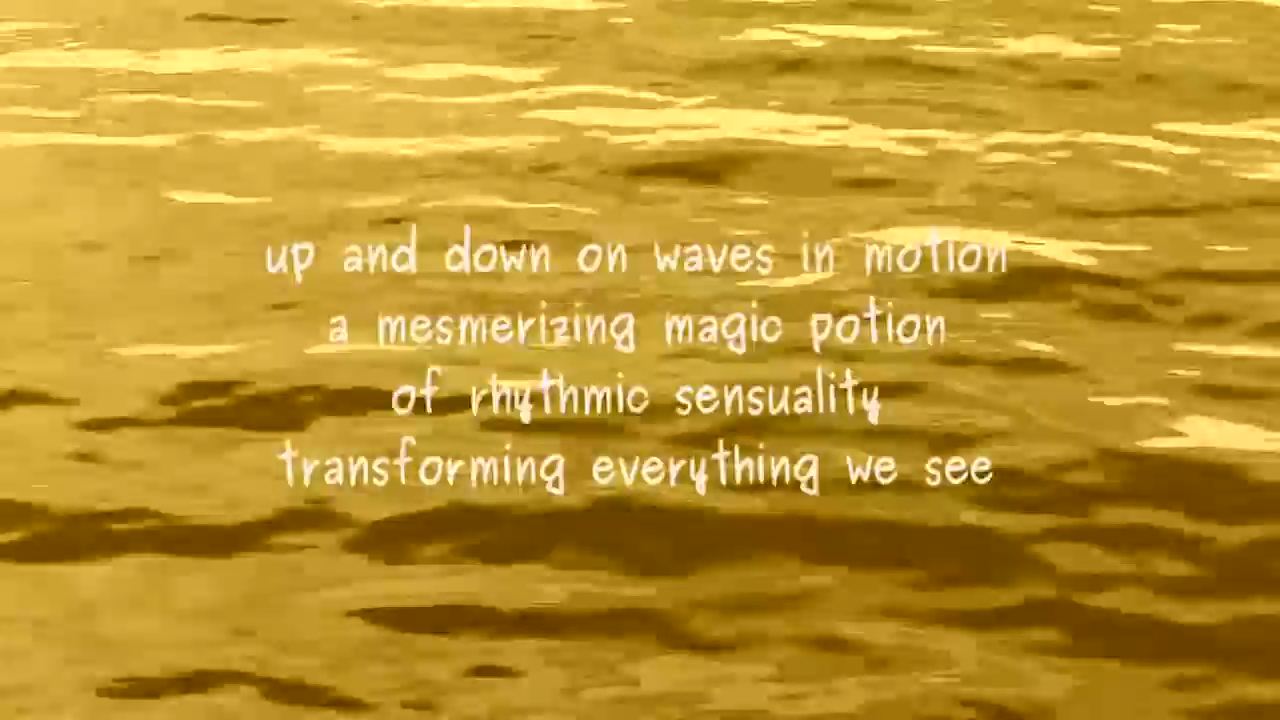 up and down on waves in motion
a mesmerizing magic potion
of rhythmic sensuality
transforming everything we see